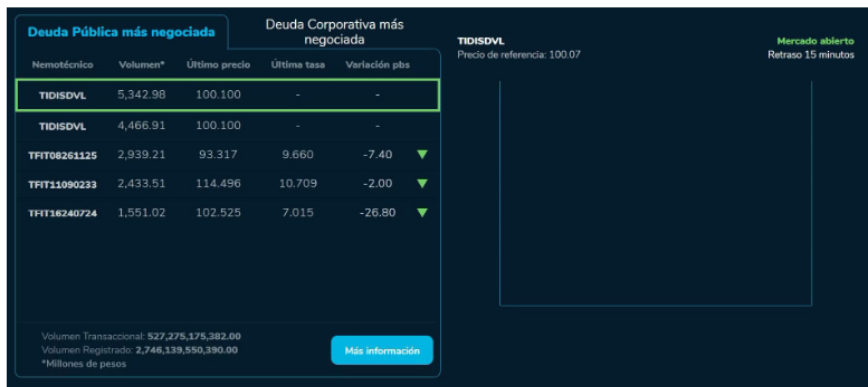 Deuda Pública más negociada
Deuda Corporativa más
negociada
Nemotécnico Volumen* Último precio Última tasa Variación pbs
TIDISDVL 5,342.98 100.100 - -
TIDISDVL 4,466.91 100.100 - -
TFIT08261125 2,939.21 93.317 9.660 -7.40 ▼
TFIT11090233 2,433.51 114.496 10.709 -2.00 ▼
TFIT16240724 1,551.02 102.525 7.015 -26.80 ▼
Volumen Transaccional: 527,275,175,382.00
Volumen Registrado: 2,746,139,550,390.00
*Millones de pesos
Más información
TIDISDVL
Precio de referencia: 100.07
Mercado abierto
Retraso 15 minutos